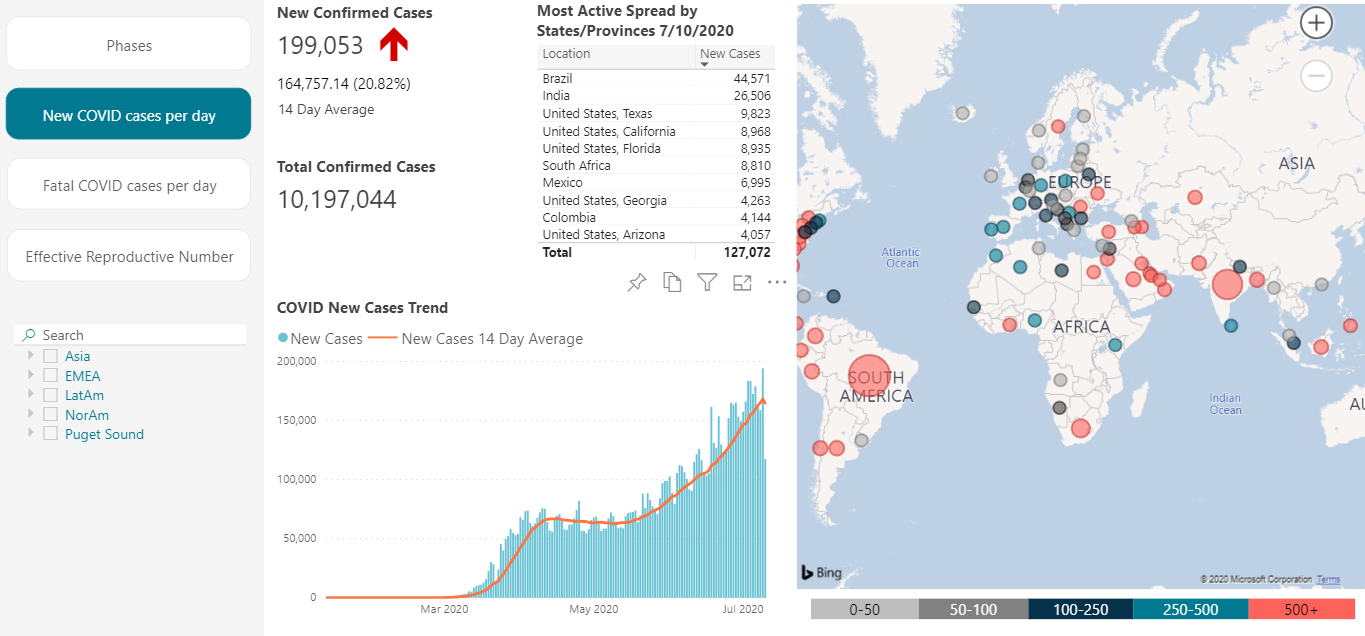 Phases
New COVID cases per day
Fatal COVID cases per day
Effective Reproductive Number
Search
Asia
EMEA
LatAm
NorAm
Puget Sound
New Confirmed Cases
199,053
164,757.14 (20.82%)
14 Day Average
Total Confirmed Cases
10,197,044
Most Active Spread by
States/Provinces 7/10/2020
Location New Cases
Brazil 44,571
India 26,506
United States, Texas 9,823
United States, California 8,968
United States, Florida 8,935
South Africa 8,810
Mexico 6,995
United States, Georgia 4,263
Colombia 4,144
United States, Arizona 4,057
Total 127,072
COVID New Cases Trend
New Cases New Cases 14 Day Average
200,000
150,000
100,000
50,000
0
Mar 2020 May 2020 Jul 2020
ASIA
EUROPE
Atlantic
Ocean
AFRICA
SOUTH
AMERICA
Indian
Ocean
AU
Bing
© 2020 Microsoft Corporation Terms
0-50 50-100 100-250 250-500 500+